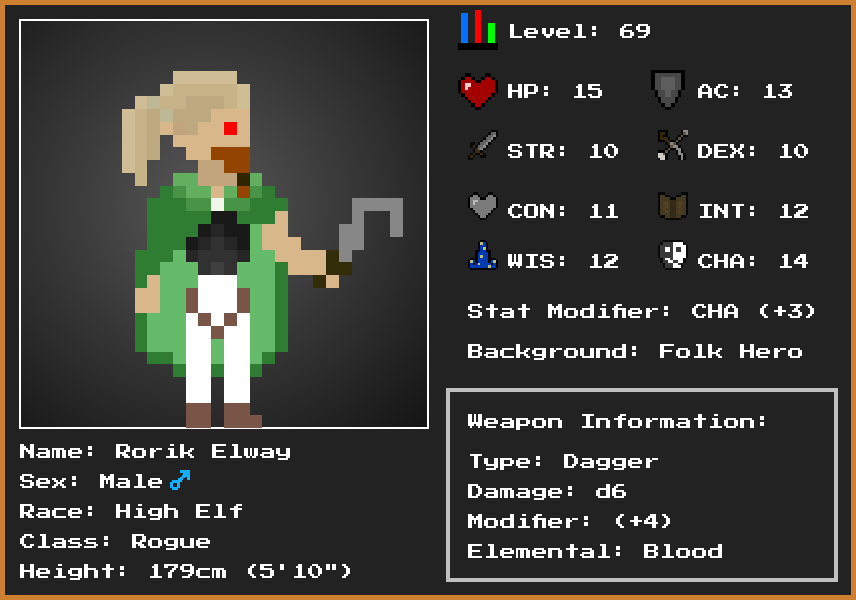 Level: 69
HP: 15
AC: 13
STR: 10
DEX: 10
CON: 11
INT: 12
WIS: 12
CHA: 14
Stat Modifier: CHA (+3)
Background: Folk Hero
Weapon Information:
Type: Dagger
Damage: d6
Modifier: (+4)
Elemental: Blood
Name: Rorik Elway
Sex: Male♂
Race: High Elf
Class: Rogue
Height: 179cm (5'10")